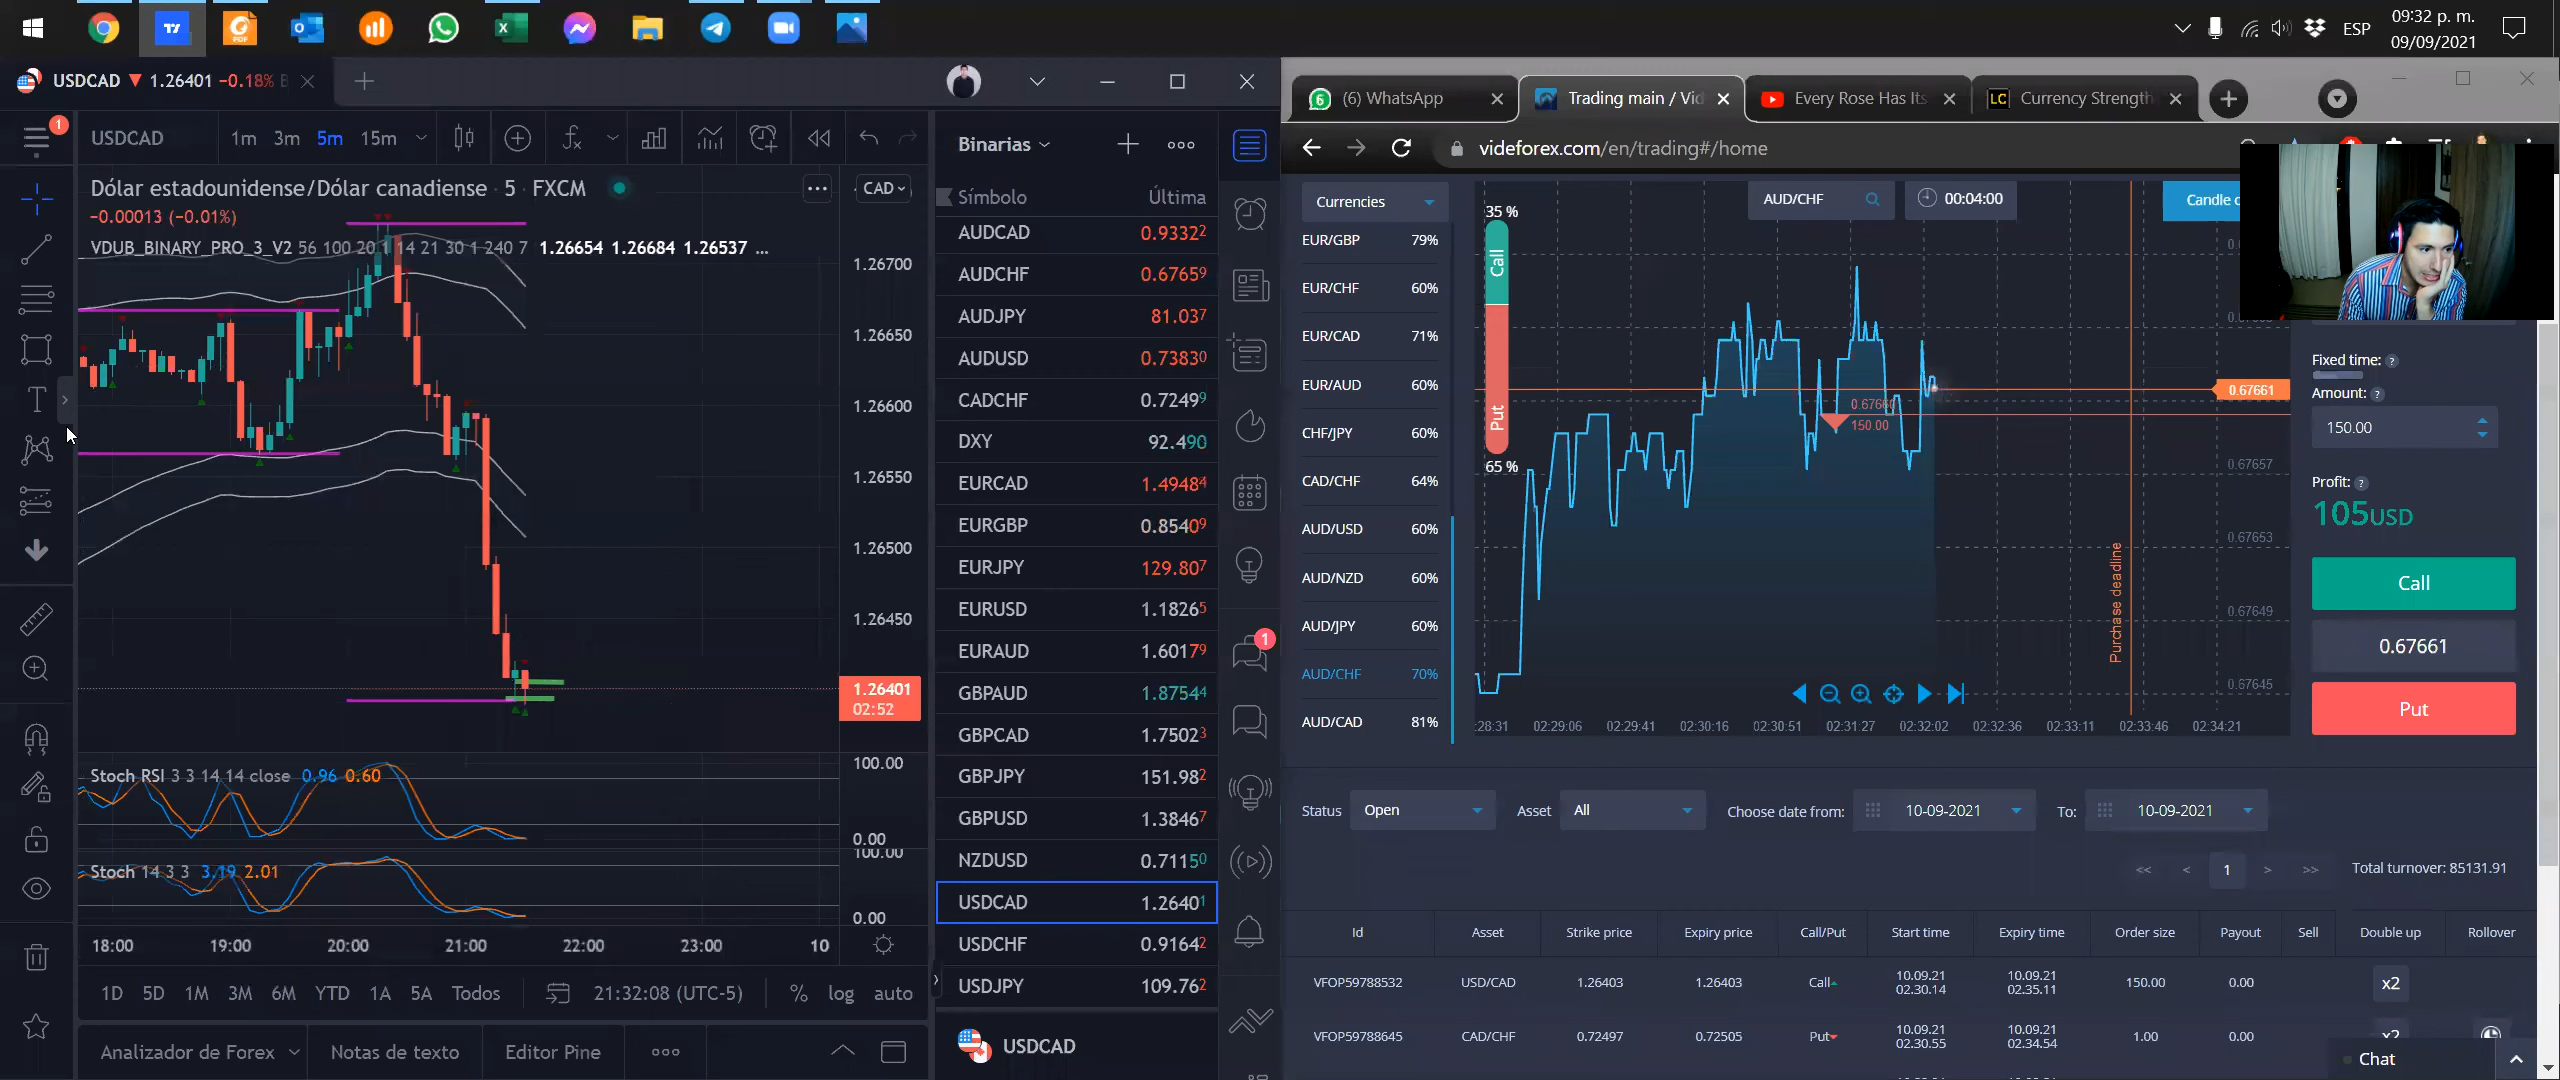 ESP
09:32 p. m.
09/09/2021
USDCAD ▼ 1.26401 -0.18%
(6) WhatsApp
Trading main / Vid
Every Rose Has Its
Currency Strength
videforex.com/en/trading#/home
1
USDCAD
1m 3m 5m 15m
Dólar estadounidense/Dólar canadiense · 5 · FXCM
CAD
-0.00013 (-0.01%)
VDUB_BINARY_PRO_3_V2 56 100 20 1 14 21 30 1 240 7 1.26654 1.26684 1.26537 ...
1.26700
1.26650
1.26600
1.26550
1.26500
1.26450
1.26401
02:52
Stoch RSI 3 3 14 14 close 0.96 0.60
100.00
0.00
Stoch 14 3 3 3.19 2.01
100.00
0.00
18:00 19:00 20:00 21:00 22:00 23:00 10
1D 5D 1M 3M 6M YTD 1A 5A Todos
21:32:08 (UTC-5)
% log auto
Analizador de Forex Notas de texto Editor Pine
Binarias
Símbolo Última
AUDCAD 0.93322
AUDCHF 0.67659
AUDJPY 81.037
AUDUSD 0.73830
CADCHF 0.72499
DXY 92.490
EURCAD 1.49484
EURGBP 0.85409
EURJPY 129.807
EURUSD 1.18265
EURAUD 1.60179
GBPAUD 1.87544
GBPCAD 1.75023
GBPJPY 151.982
GBPUSD 1.38467
NZDUSD 0.71150
USDCAD 1.26401
USDCHF 0.91642
USDJPY 109.762
USDCAD
1
Currencies
EUR/GBP 79%
EUR/CHF 60%
EUR/CAD 71%
EUR/AUD 60%
CHF/JPY 60%
CAD/CHF 64%
AUD/USD 60%
AUD/NZD 60%
AUD/JPY 60%
AUD/CHF 70%
AUD/CAD 81%
35 %
Call
Put
65 %
AUD/CHF
00:04:00
Candle
0.67661
0.67660
150.00
0.67657
0.67653
0.67649
0.67645
Purchase deadline
:28:31 02:29:06 02:29:41 02:30:16 02:30:51 02:31:27 02:32:02 02:32:36 02:33:11 02:33:46 02:34:21
Fixed time: ?
Amount: ?
150.00
Profit: ?
105USD
Call
0.67661
Put
Status Open Asset All Choose date from: 10-09-2021 To: 10-09-2021
<< < 1 > >> Total turnover: 85131.91
Id Asset Strike price Expiry price Call/Put Start time Expiry time Order size Payout Sell Double up Rollover
VFOP59788532 USD/CAD 1.26403 1.26403 Call 10.09.21 02.30.14 10.09.21 02.35.11 150.00 0.00 x2
VFOP59788645 CAD/CHF 0.72497 0.72505 Put 10.09.21 02.30.55 10.09.21 02.34.54 1.00 0.00 x2
Chat